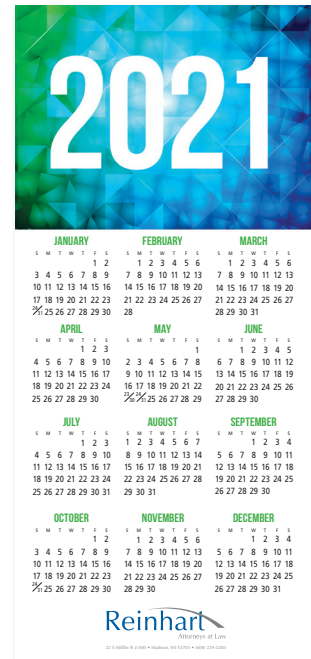 2021
JANUARY FEBRUARY MARCH
S M T W T F S S M T W T F S S M T W T F S
1 2 1 2 3 4 5 6 1 2 3 4 5 6
3 4 5 6 7 8 9 7 8 9 10 11 12 13 7 8 9 10 11 12 13
10 11 12 13 14 15 16 14 15 16 17 18 19 20 14 15 16 17 18 19 20
17 18 19 20 21 22 23 21 22 23 24 25 26 27 21 22 23 24 25 26 27
24/31 25 26 27 28 29 30 28 28 29 30 31
APRIL MAY JUNE
S M T W T F S S M T W T F S S M T W T F S
1 2 3 1 1 2 3 4 5
4 5 6 7 8 9 10 2 3 4 5 6 7 8 6 7 8 9 10 11 12
11 12 13 14 15 16 17 9 10 11 12 13 14 15 13 14 15 16 17 18 19
18 19 20 21 22 23 24 16 17 18 19 20 21 22 20 21 22 23 24 25 26
25 26 27 28 29 30 23/30 24/31 25 26 27 28 29 27 28 29 30
JULY AUGUST SEPTEMBER
S M T W T F S S M T W T F S S M T W T F S
1 2 3 1 2 3 4 5 6 7 1 2 3 4
4 5 6 7 8 9 10 8 9 10 11 12 13 14 5 6 7 8 9 10 11
11 12 13 14 15 16 17 15 16 17 18 19 20 21 12 13 14 15 16 17 18
18 19 20 21 22 23 24 22 23 24 25 26 27 28 19 20 21 22 23 24 25
25 26 27 28 29 30 31 29 30 31 26 27 28 29 30
OCTOBER NOVEMBER DECEMBER
S M T W T F S S M T W T F S S M T W T F S
1 2 1 2 3 4 5 6 1 2 3 4
3 4 5 6 7 8 9 7 8 9 10 11 12 13 5 6 7 8 9 10 11
10 11 12 13 14 15 16 14 15 16 17 18 19 20 12 13 14 15 16 17 18
17 18 19 20 21 22 23 21 22 23 24 25 26 27 19 20 21 22 23 24 25
24/31 25 26 27 28 29 30 28 29 30 26 27 28 29 30 31
Reinhart
Attorneys at Law
22 E Mifflin Madison, WI 53703 •